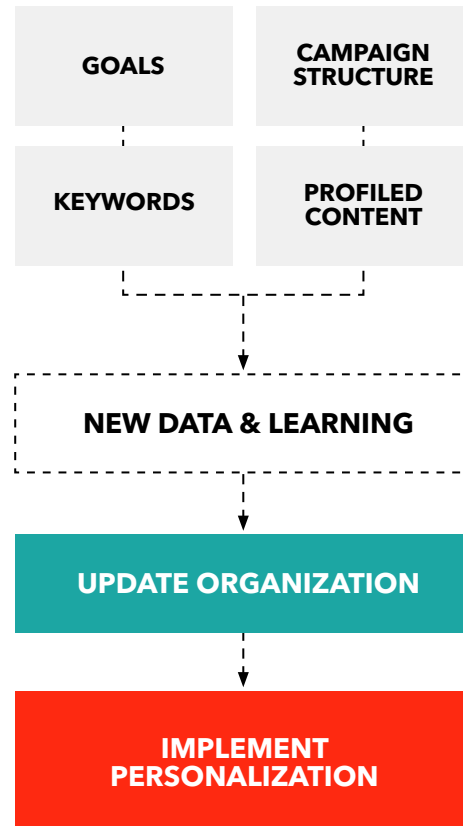 GOALS
CAMPAIGN
STRUCTURE
KEYWORDS
PROFILED
CONTENT
NEW DATA & LEARNING
UPDATE ORGANIZATION
IMPLEMENT
PERSONALIZATION